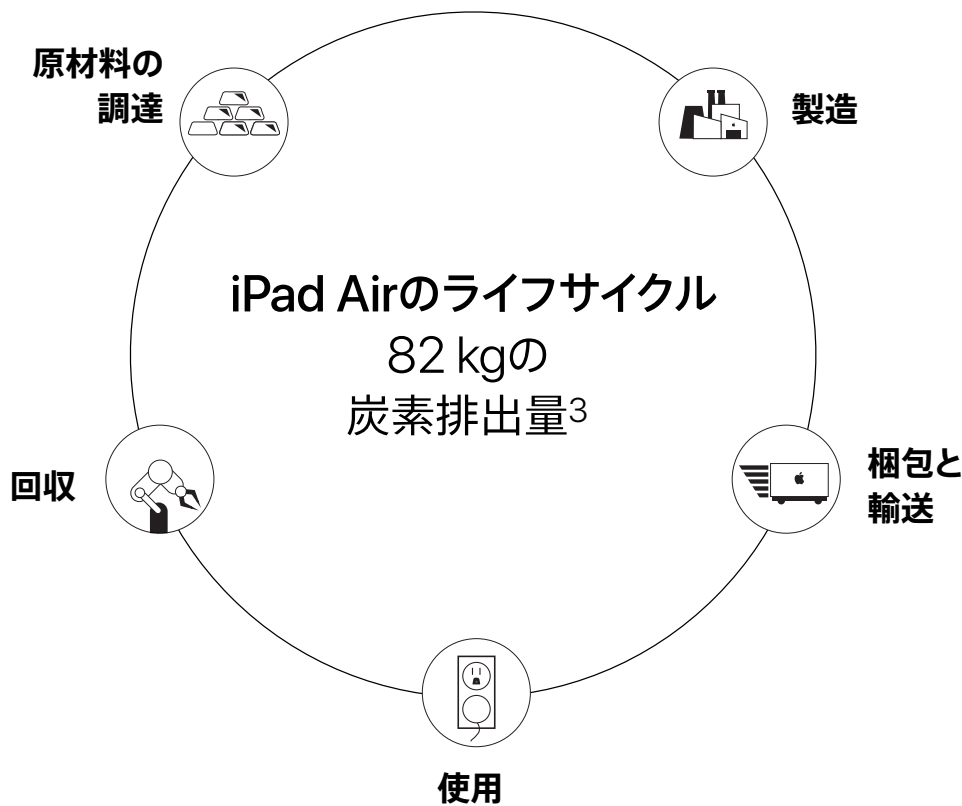 原材料の
調達
製造
iPad Airのライフサイクル
82 kgの
炭素排出量3
回収
梱包と
輸送
使用